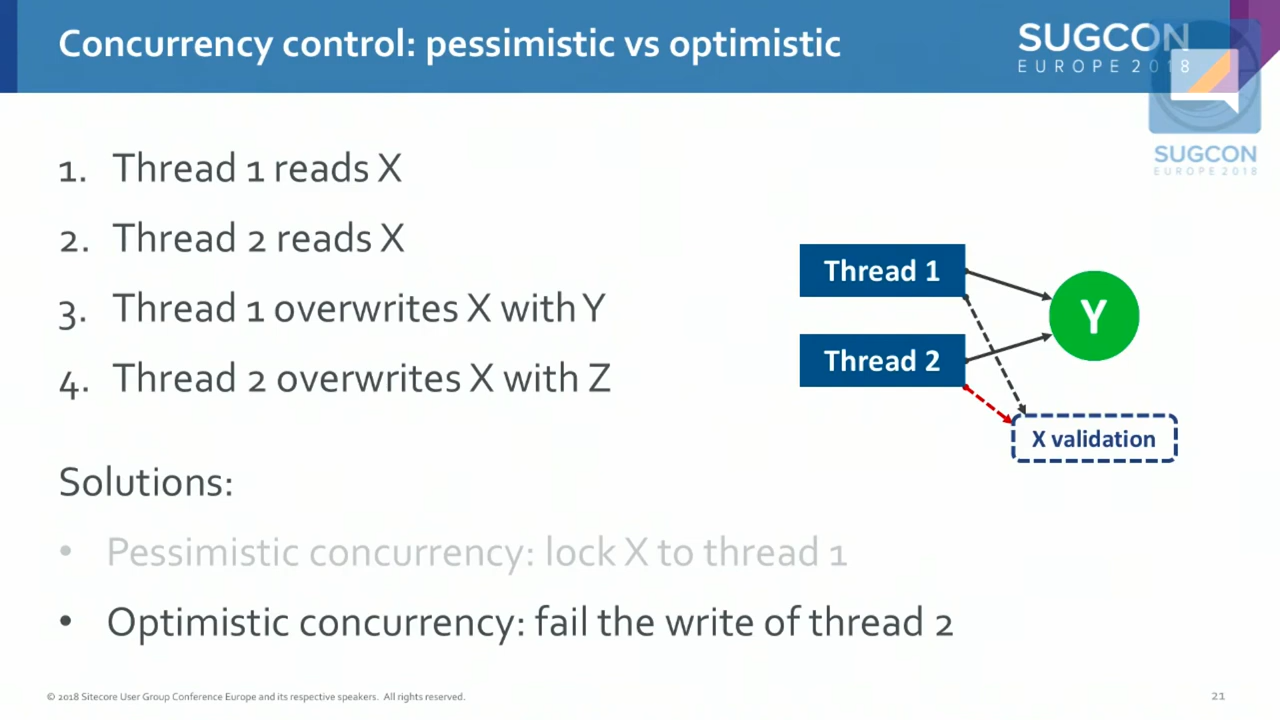 Concurrency control: pessimistic vs optimistic
SUGCON
EUROPE 2018
SUGCON
EUROPE 2018
1. Thread 1 reads X
2. Thread 2 reads X
3. Thread 1 overwrites X with Y
4. Thread 2 overwrites X with Z
Thread 1
Thread 2
Y
X validation
Solutions:
• Pessimistic concurrency: lock X to thread 1
• Optimistic concurrency: fail the write of thread 2
© 2018 Sitecore User Group Conference Europe and its respective speakers. All rights reserved.
21